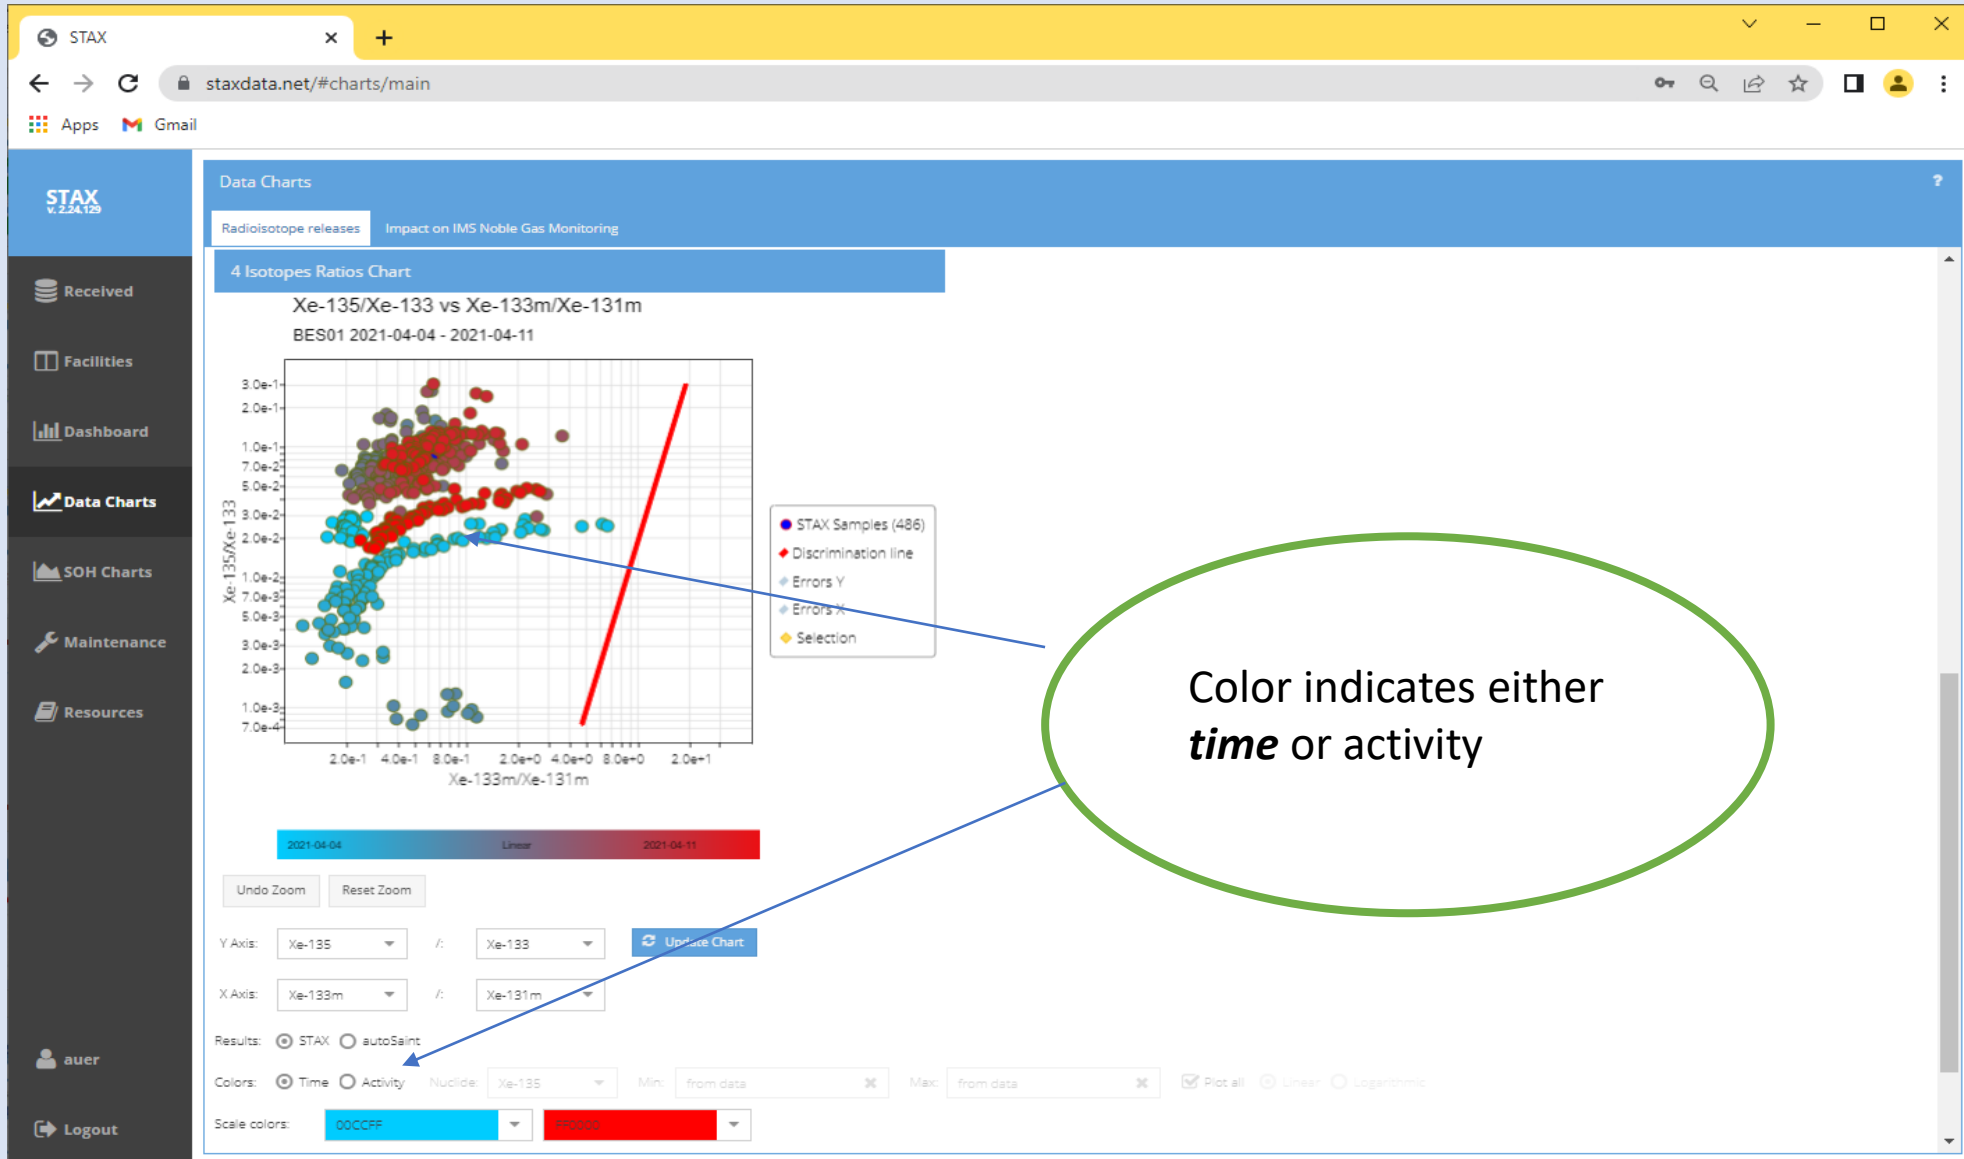 STAX
staxdata.net/#charts/main
Apps Gmail
STAX
v. 2.24.129
Received
Facilities
Dashboard
Data Charts
SOH Charts
Maintenance
Resources
auer
Logout
Data Charts ?
Radioisotope releases Impact on IMS Noble Gas Monitoring
4 Isotopes Ratios Chart
Xe-135/Xe-133 vs Xe-133m/Xe-131m
BES01 2021-04-04 - 2021-04-11
Xe-135/Xe-133
3.0e-1
2.0e-1
1.0e-1
7.0e-2
5.0e-2
3.0e-2
2.0e-2
1.0e-2
7.0e-3
5.0e-3
3.0e-3
2.0e-3
1.0e-3
7.0e-4
2.0e-1 4.0e-1 8.0e-1 2.0e+0 4.0e+0 8.0e+0 2.0e+1
Xe-133m/Xe-131m
STAX Samples (486)
Discrimination line
Errors Y
Errors X
Selection
2021-04-04 Linear 2021-04-11
Undo Zoom Reset Zoom
Y Axis: Xe-135 /: Xe-133 Update Chart
X Axis: Xe-133m /: Xe-131m
Results: STAX autoSaint
Colors: Time Activity Nuclide: Xe-135 Min: from data Max: from data Plot all Linear Logarithmic
Scale colors: 00CCFF FF0000
Color indicates either
time or activity